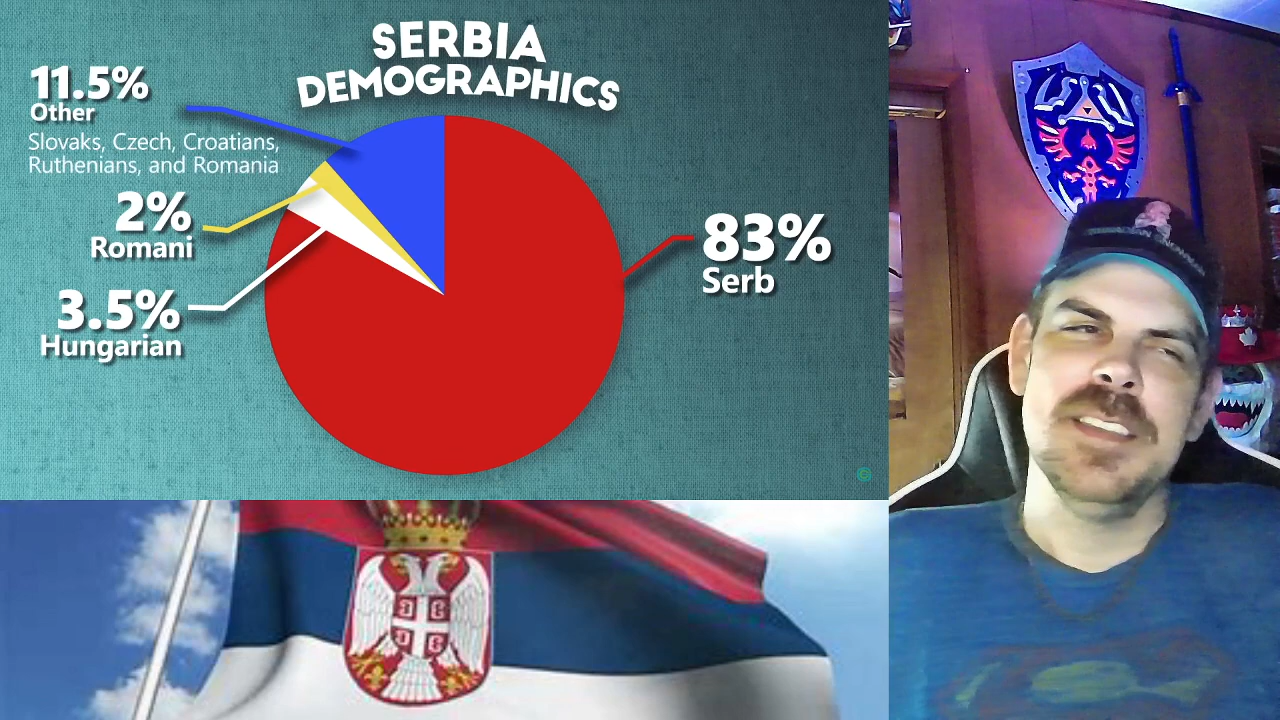 SERBIA
DEMOGRAPHICS
11.5%
Other
Slovaks, Czech, Croatians,
Ruthenians, and Romania
2%
Romani
3.5%
Hungarian
83%
Serb